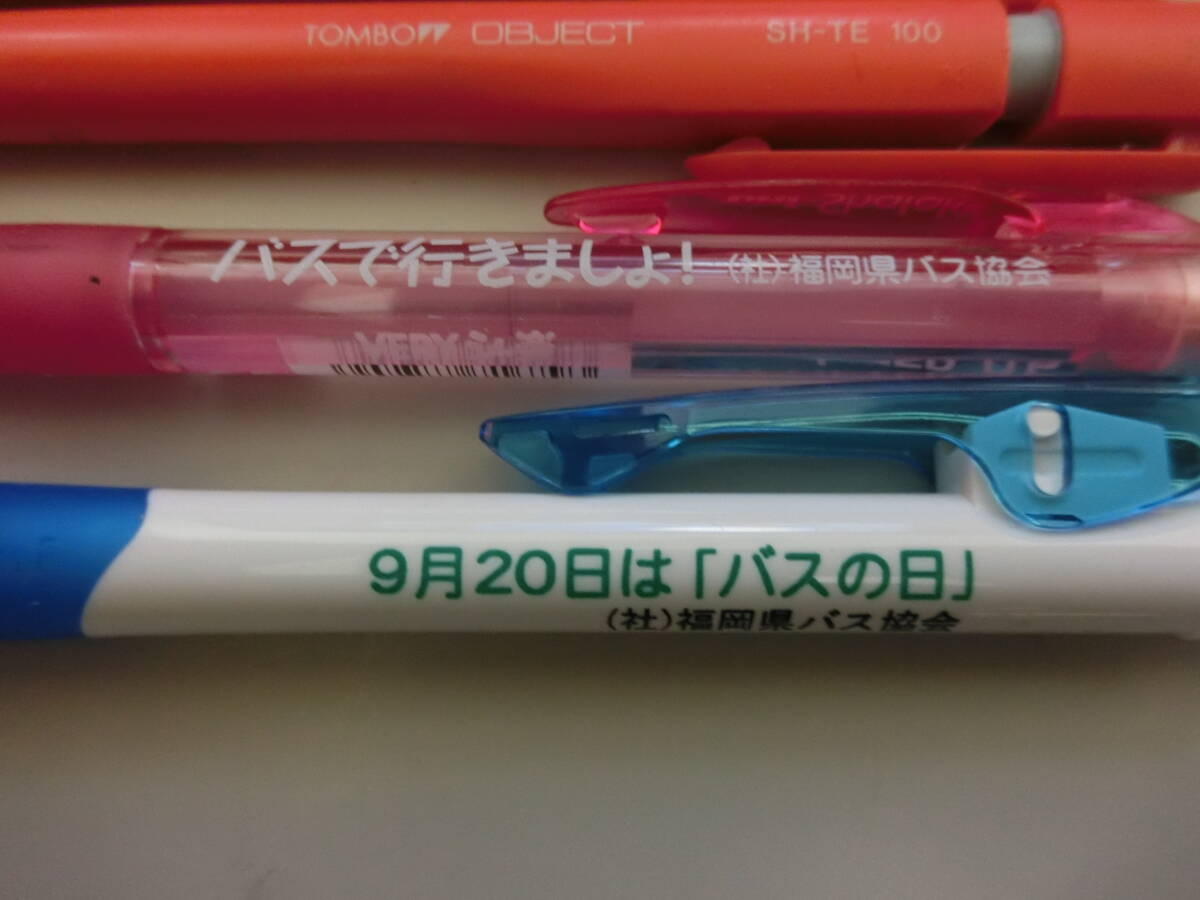 TOMBOW OBJECT SH-TE 100
バスで行きましょ! (社)福岡県バス協会
9月20日は「バスの日」
(社)福岡県バス協会